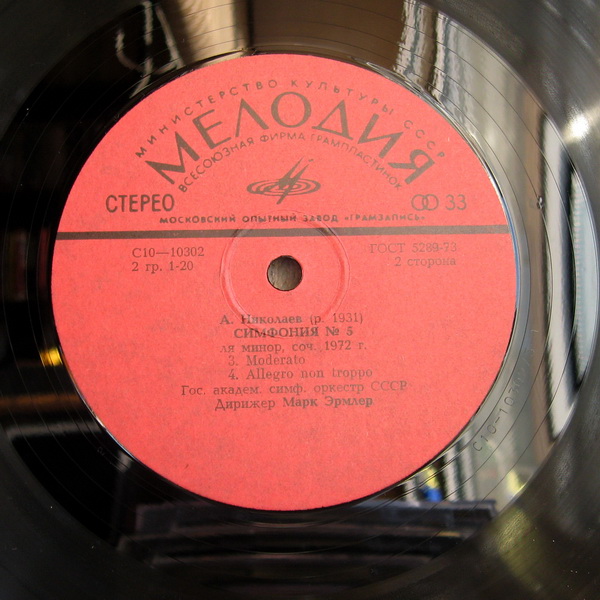 МИНИСТЕРСТВО КУЛЬТУРЫ СССР
МЕЛОДИЯ
ВСЕСОЮЗНАЯ ФИРМА ГРАМПЛАСТИНОК
СТЕРЕО
33
МОСКОВСКИЙ ОПЫТНЫЙ ЗАВОД «ГРАМЗАПИСЬ»
С10—10302 ГОСТ 5289-73
2 гр. 1-20 2 сторона
А. Николаев (р. 1931)
СИМФОНИЯ № 5
ля минор, соч. 1972 г.
3. Moderato
4. Allegro non troppo
Гос. академ. симф. оркестр СССР
Дирижер Марк Эрмлер